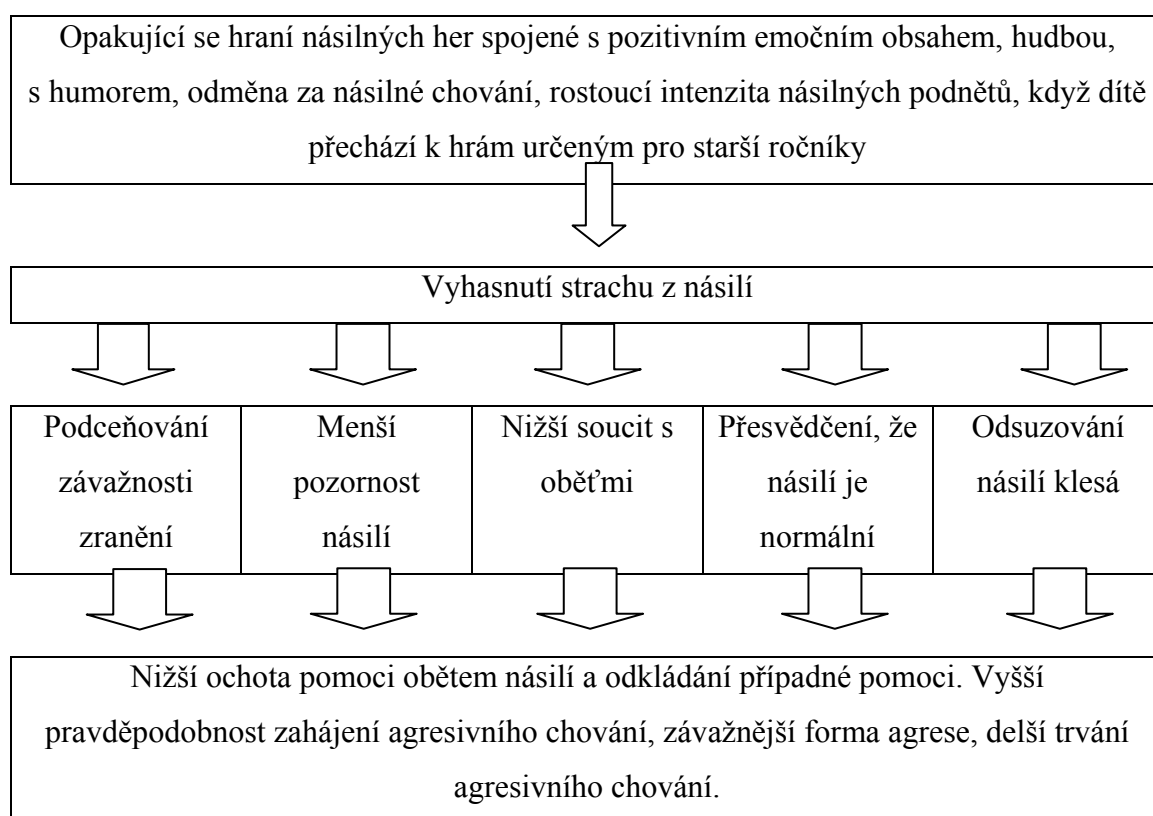 Opakující se hraní násilných her spojené s pozitivním emočním obsahem, hudbou,
s humorem, odměna za násilné chování, rostoucí intenzita násilných podnětů, když dítě
přechází k hrám určeným pro starší ročníky
Vyhasnutí strachu z násilí
Podceňování
závažnosti
zranění
Menší
pozornost
násilí
Nižší soucit s
oběťmi
Přesvědčení, že
násilí je
normální
Odsuzování
násilí klesá
Nižší ochota pomoci obětem násilí a odkládání případné pomoci. Vyšší
pravděpodobnost zahájení agresivního chování, závažnější forma agrese, delší trvání
agresivního chování.